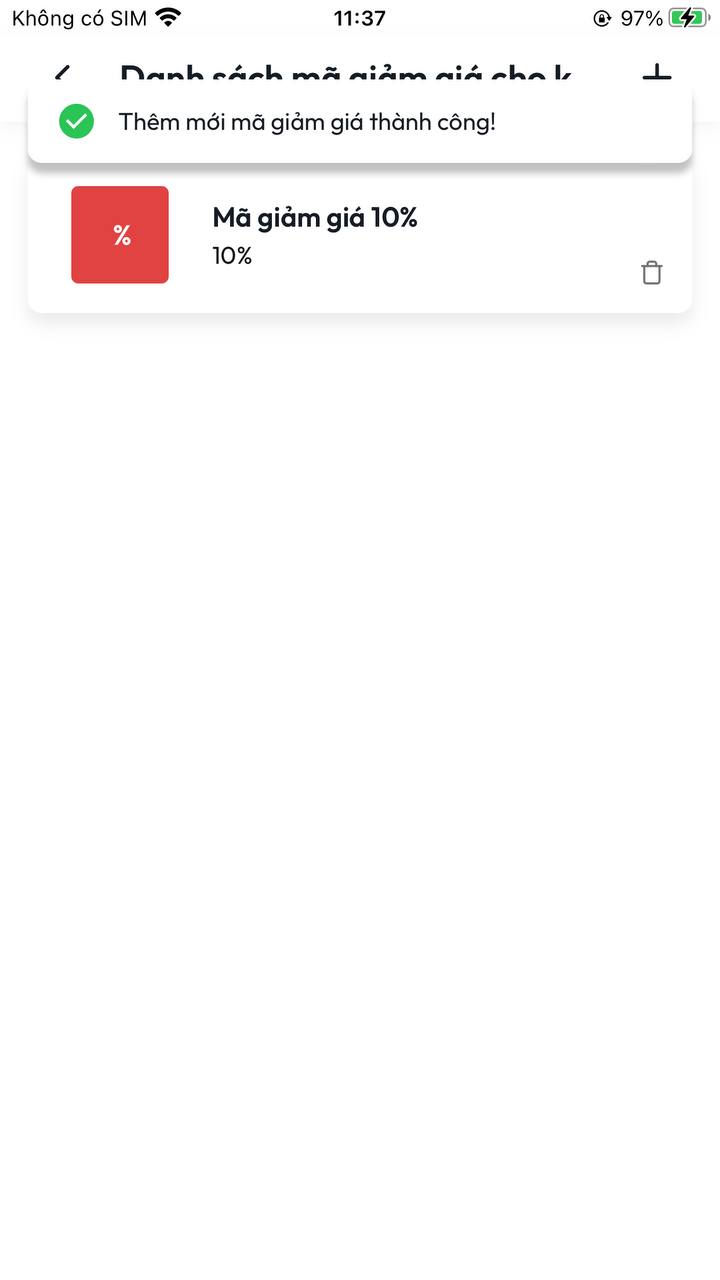 Không có SIM 11:37 97%
Danh sách mã giảm giá cho k
Thêm mới mã giảm giá thành công!
%
Mã giảm giá 10%
10%